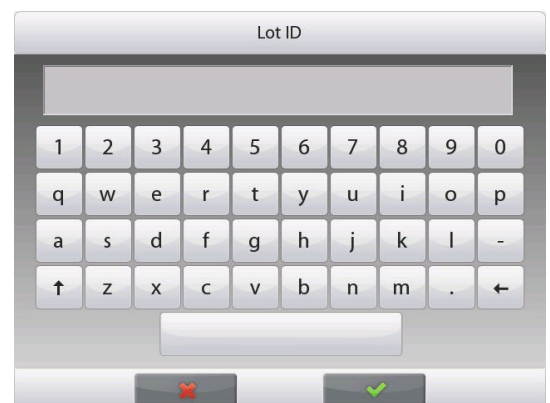 Lot ID
1 2 3 4 5 6 7 8 9 0
q w e r t y u i o p
a s d f g h j k l -
↑ z x c v b n m . ←